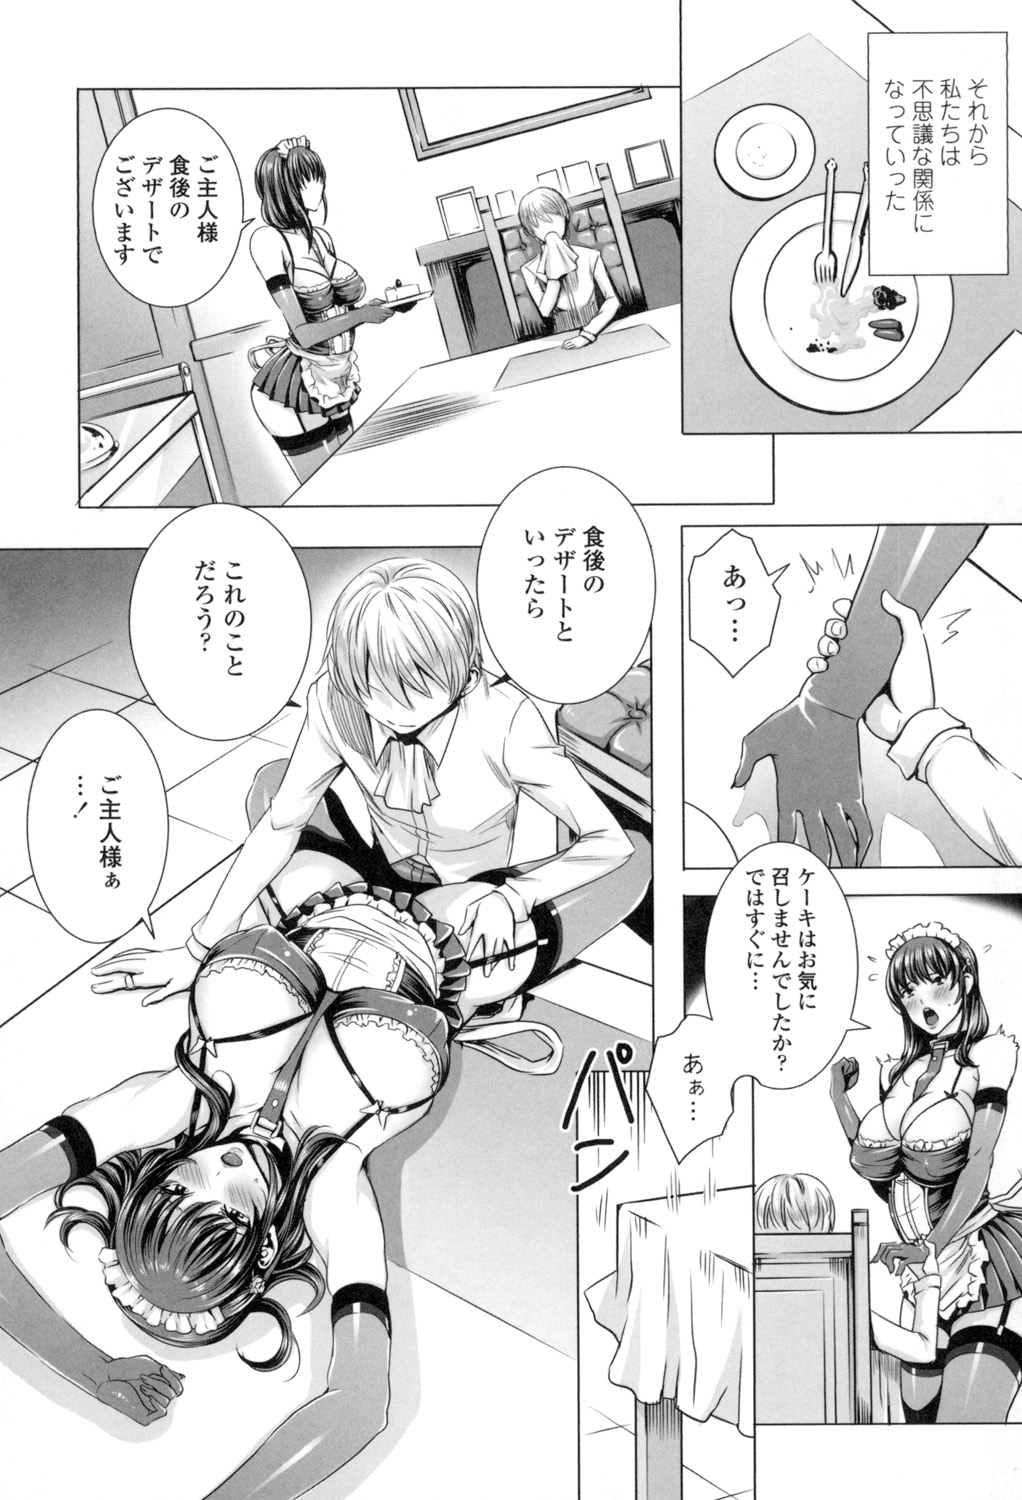 それから
私たちは
不思議な関係に
なっていった
ご主人様
食後の
デザートで
ございます
あっ…
ケーキはお気に
召しませんでしたか?
ではすぐに…
あぁ…
パン
食後の
デザートと
いったら
これのこと
だろう?
ご主人様ぁ
…!